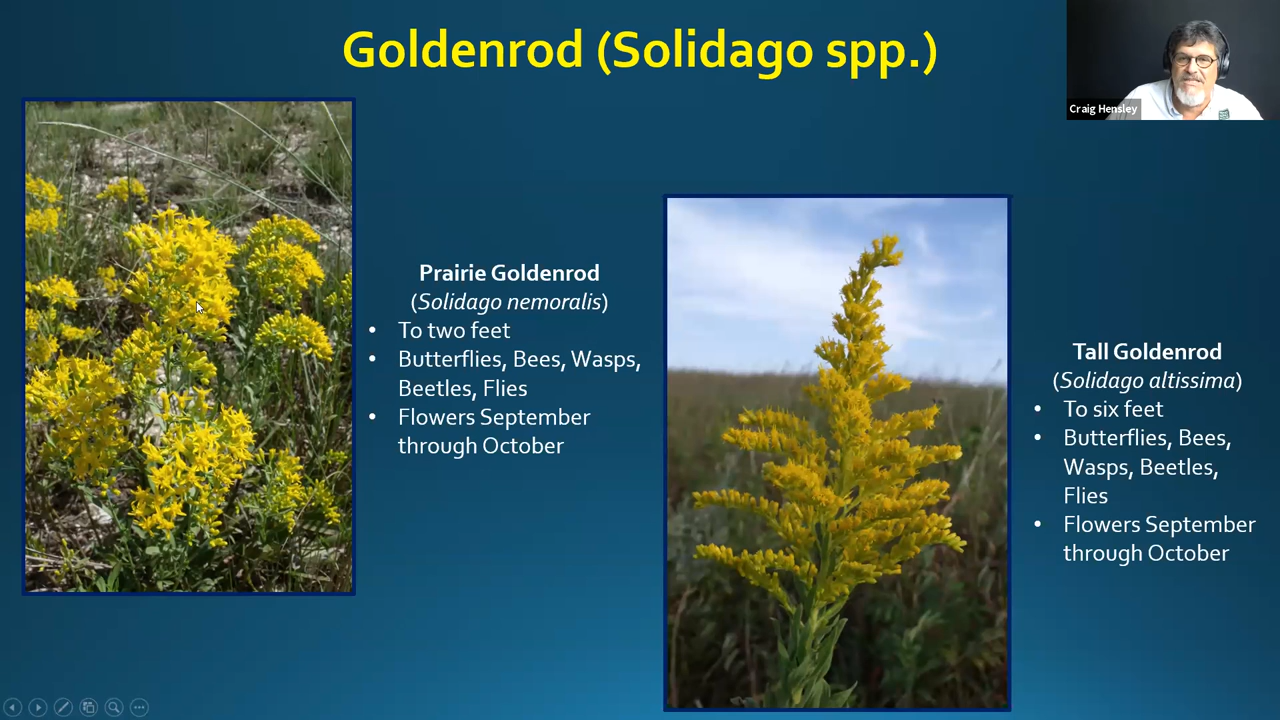 Goldenrod (Solidago spp.)
Craig Hensley
Prairie Goldenrod
(Solidago nemoralis)
• To two feet
• Butterflies, Bees, Wasps,
Beetles, Flies
• Flowers September
through October
Tall Goldenrod
(Solidago altissima)
• To six feet
• Butterflies, Bees,
Wasps, Beetles,
Flies
• Flowers September
through October